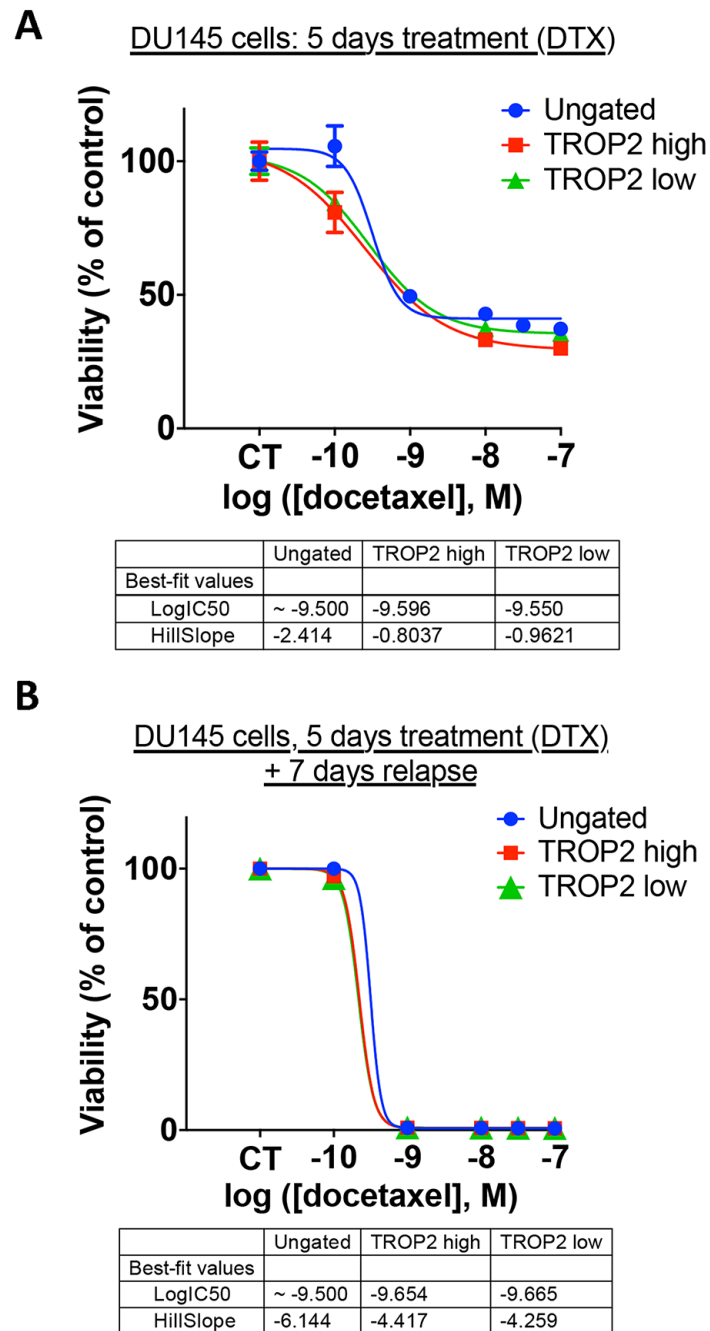 A
DU145 cells: 5 days treatment (DTX)
Ungated
TROP2 high
TROP2 low
Viability (% of control)
100
50
0
CT -10 -9 -8 -7
log ([docetaxel], M)
Ungated TROP2 high TROP2 low
Best-fit values
LogIC50 ~ -9.500 -9.596 -9.550
HillSlope -2.414 -0.8037 -0.9621
B
DU145 cells, 5 days treatment (DTX)
+ 7 days relapse
Ungated
TROP2 high
TROP2 low
Viability (% of control)
100
50
0
CT -10 -9 -8 -7
log ([docetaxel], M)
Ungated TROP2 high TROP2 low
Best-fit values
LogIC50 ~ -9.500 -9.654 -9.665
HillSlope -6.144 -4.417 -4.259